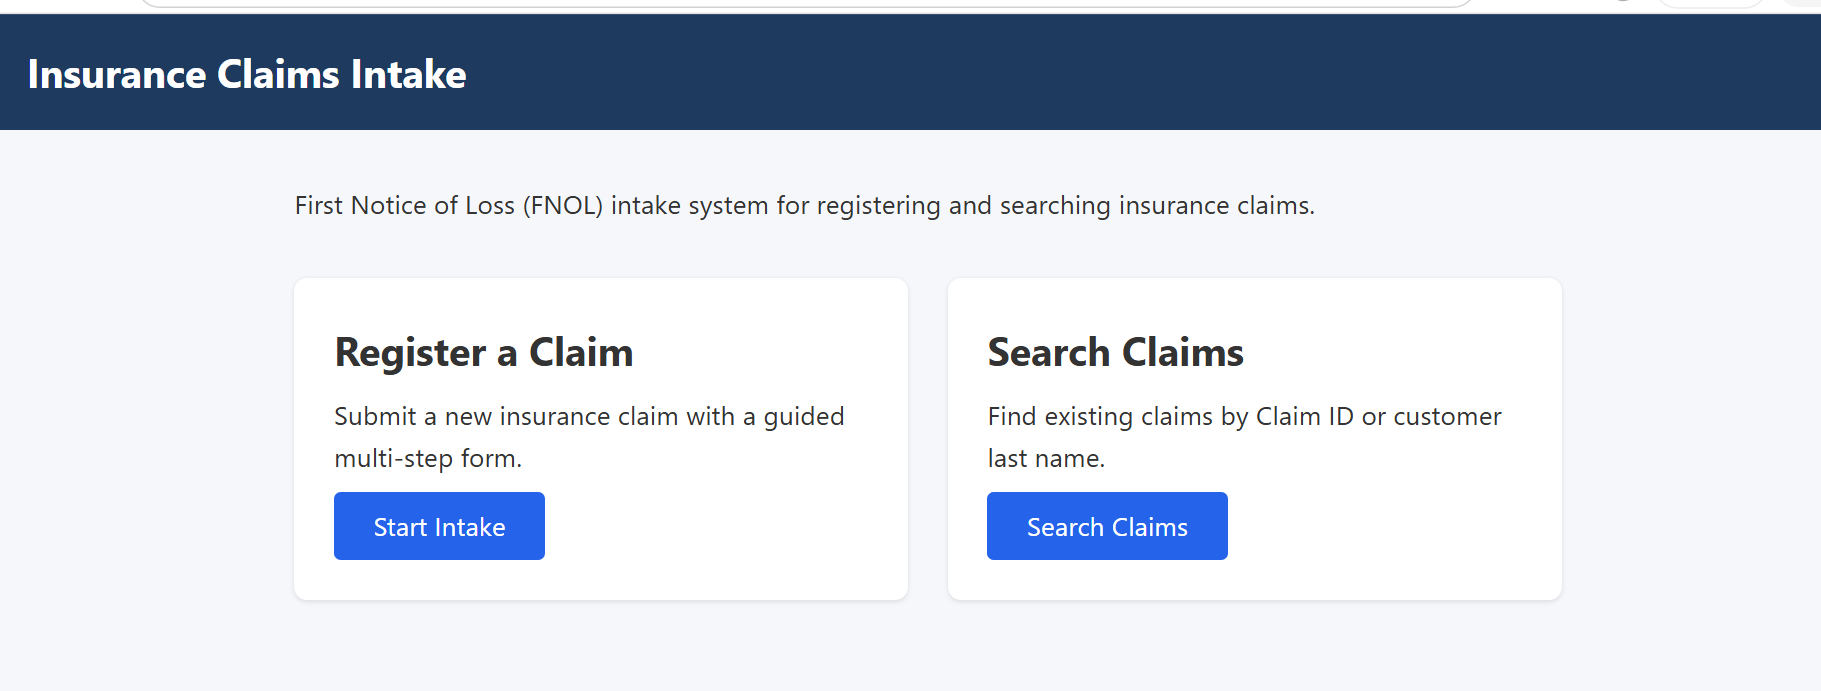 Insurance Claims Intake
First Notice of Loss (FNOL) intake system for registering and searching insurance claims.
Register a Claim
Submit a new insurance claim with a guided
multi-step form.
Start Intake
Search Claims
Find existing claims by Claim ID or customer
last name.
Search Claims